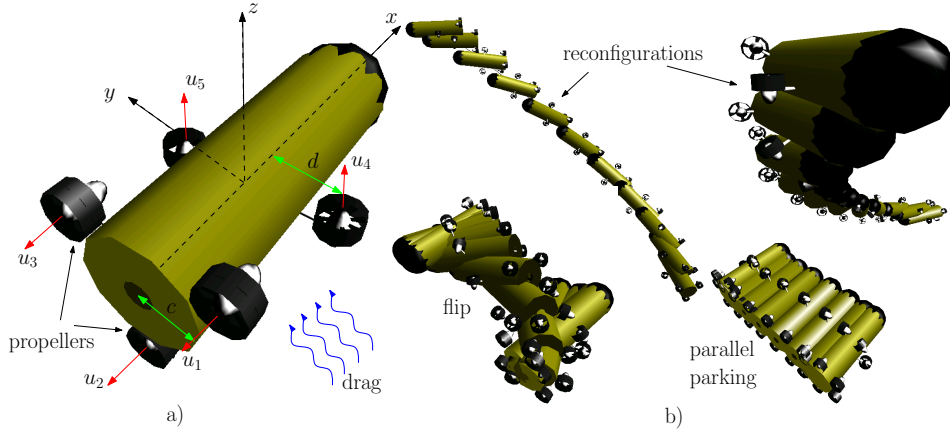 z
x
y
u5
d
u4
u3
c
propellers
u1
u2
drag
a)
reconfigurations
flip
parallel
parking
b)